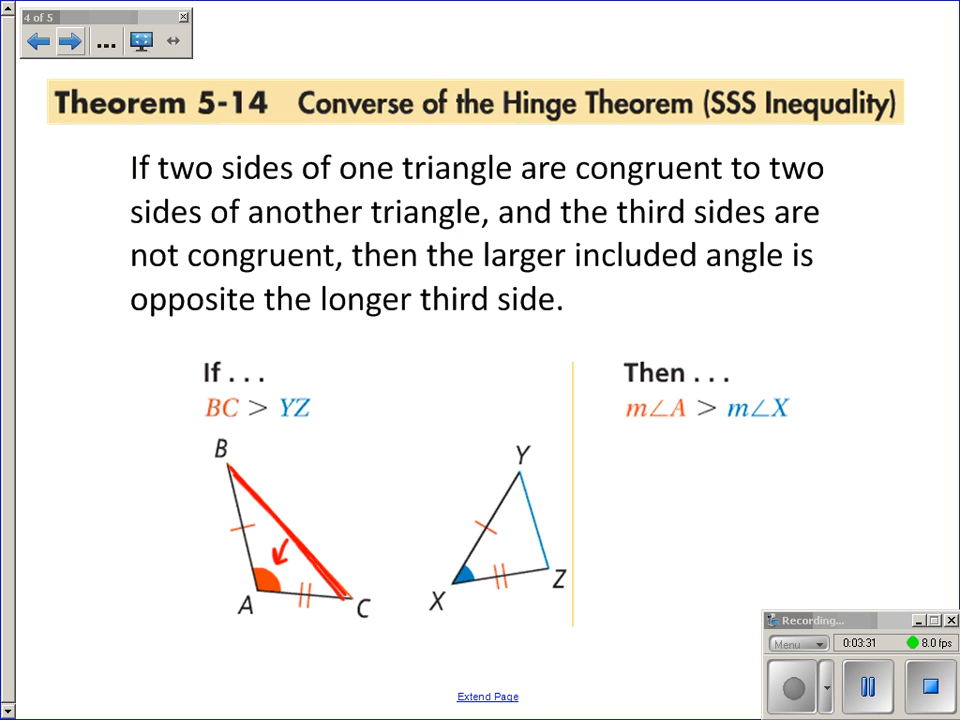 4 of 5
Theorem 5-14 Converse of the Hinge Theorem (SSS Inequality)
If two sides of one triangle are congruent to two
sides of another triangle, and the third sides are
not congruent, then the larger included angle is
opposite the longer third side.
If . . .
BC > YZ
Then . . .
m∠A > m∠X
B
A
C
Y
X
Z
Recording...
Menu
0:03:31
8.0 fps
Extend Page